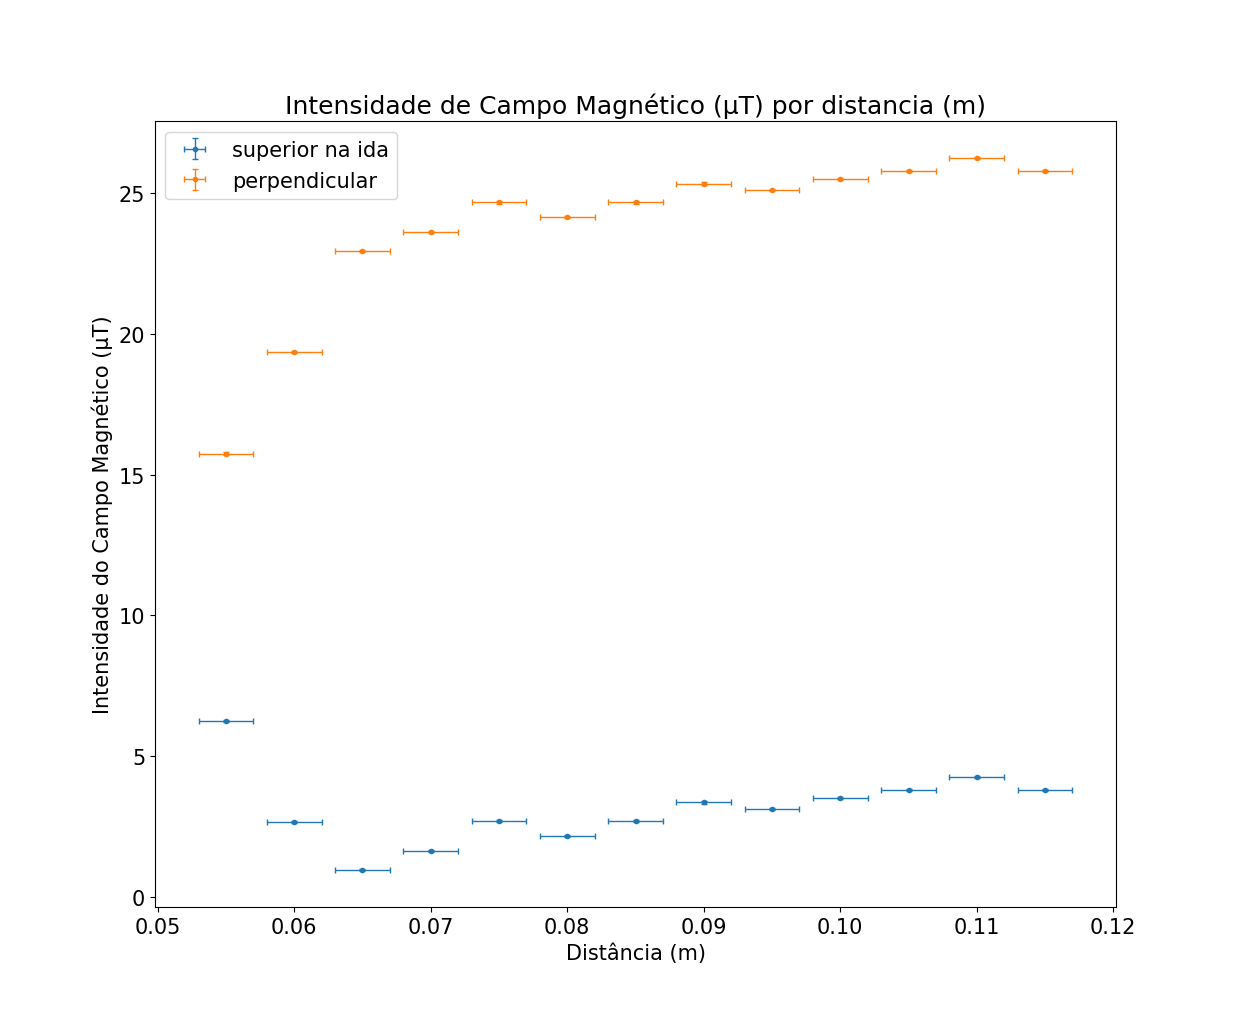 Intensidade de Campo Magnético (μT) por distancia (m)
superior na ida
perpendicular
Intensidade do Campo Magnético (μT)
25
20
15
10
5
0
0.05 0.06 0.07 0.08 0.09 0.10 0.11 0.12
Distância (m)